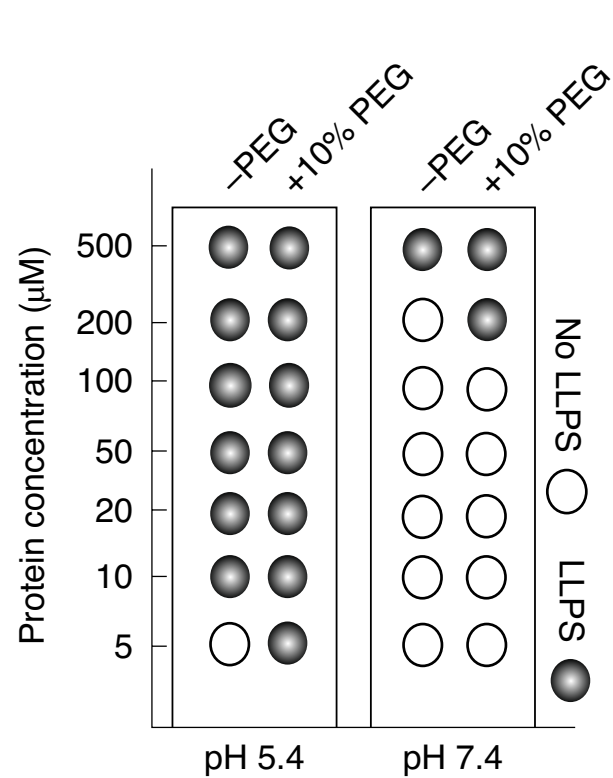 –PEG
+10% PEG
–PEG
+10% PEG
Protein concentration (μM)
500
200
100
50
20
10
5
No LLPS
LLPS
pH 5.4
pH 7.4